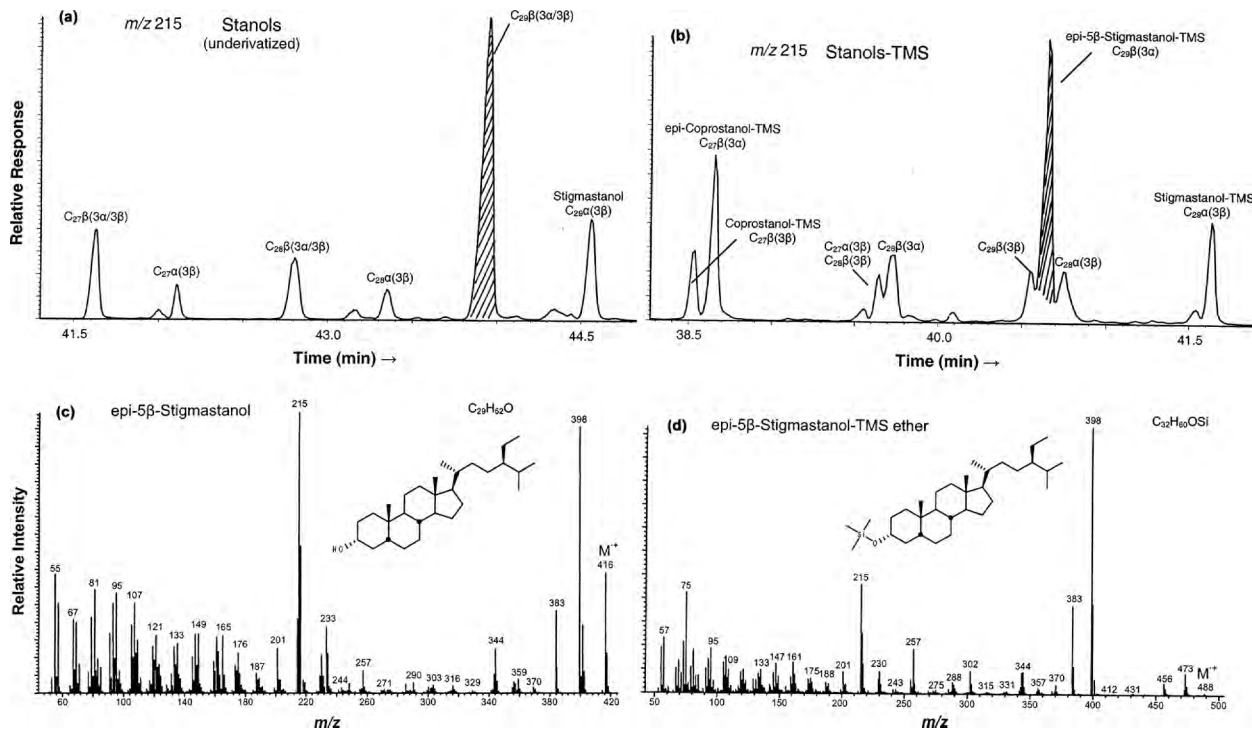 (a)
m/z 215
Stanols
(underivatized)
C₂₉β(3α/3β)
C₂₇β(3α/3β)
C₂₇α(3β)
C₂₈β(3α/3β)
C₂₈α(3β)
Stigmastanol
C₂₉α(3β)
Relative Response
41.5
43.0
44.5
Time (min) →
(b)
m/z 215
Stanols-TMS
epi-5β-Stigmastanol-TMS
C₂₉β(3α)
epi-Coprostanol-TMS
C₂₇β(3α)
Coprostanol-TMS
C₂₇β(3β)
C₂₇α(3β)
C₂₈β(3β)
C₂₈β(3α)
C₂₉β(3β)
C₂₈α(3β)
Stigmastanol-TMS
C₂₉α(3β)
38.5
40.0
41.5
Time (min) →
(c)
epi-5β-Stigmastanol
C₂₉H₅₂O
HO
M·⁺
Relative Intensity
55
67
81
95
107
121
133
149
165
176
187
201
215
233
244
257
271
290
303
316
329
344
359
370
383
398
416
60
100
140
180
220
260
300
340
380
420
m/z
(d)
epi-5β-Stigmastanol-TMS ether
C₃₂H₆₀OSi
Si
O
M·⁺
57
75
95
109
133
147
161
175
188
201
215
230
243
257
275
288
302
315
331
344
357
370
383
398
412
431
456
473
488
50
100
150
200
250
300
350
400
450
500
m/z